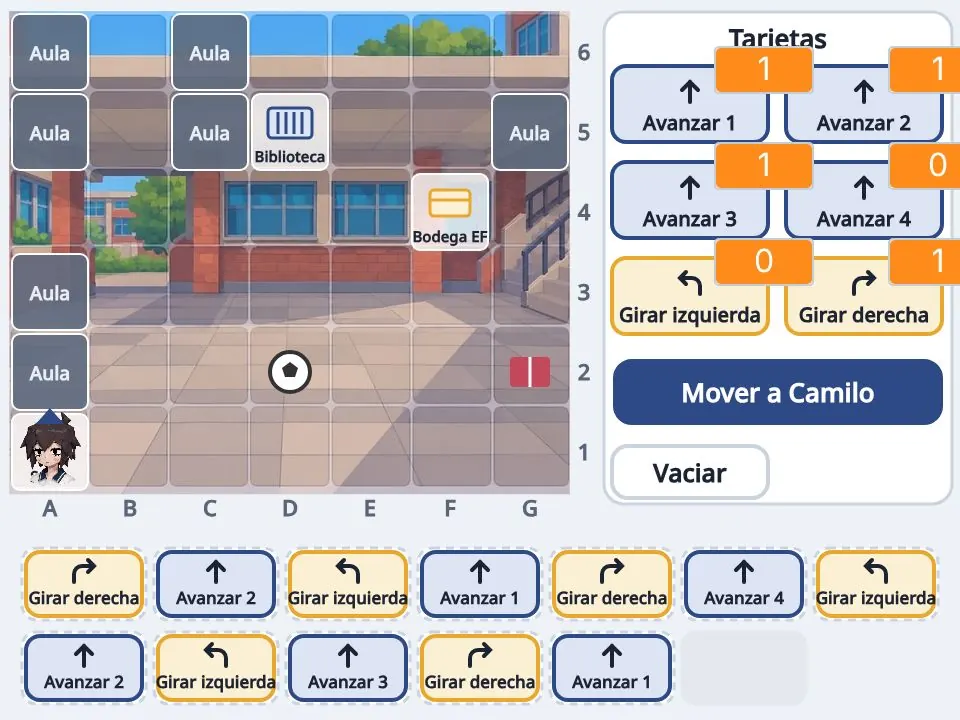 Aula
Aula
6
Aula
Aula
Biblioteca
Aula
5
Bodega EF
4
Aula
3
Aula
2
1
A
B
C
D
E
F
G
Tarjetas
1
Avanzar 1
1
Avanzar 2
1
Avanzar 3
0
Avanzar 4
0
Girar izquierda
1
Girar derecha
Mover a Camilo
Vaciar
Girar derecha
Avanzar 2
Girar izquierda
Avanzar 1
Girar derecha
Avanzar 4
Girar izquierda
Avanzar 2
Girar izquierda
Avanzar 3
Girar derecha
Avanzar 1